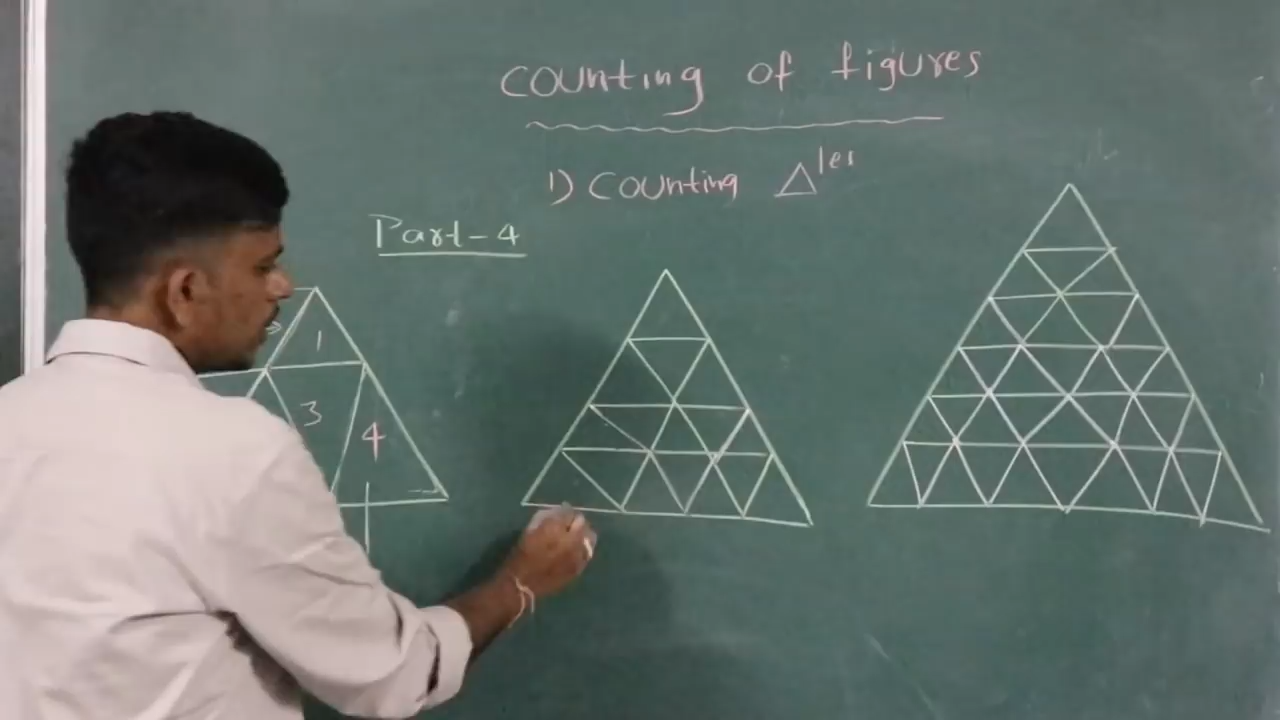 Counting of figures
1) Counting △les
Part-4
1
3
4